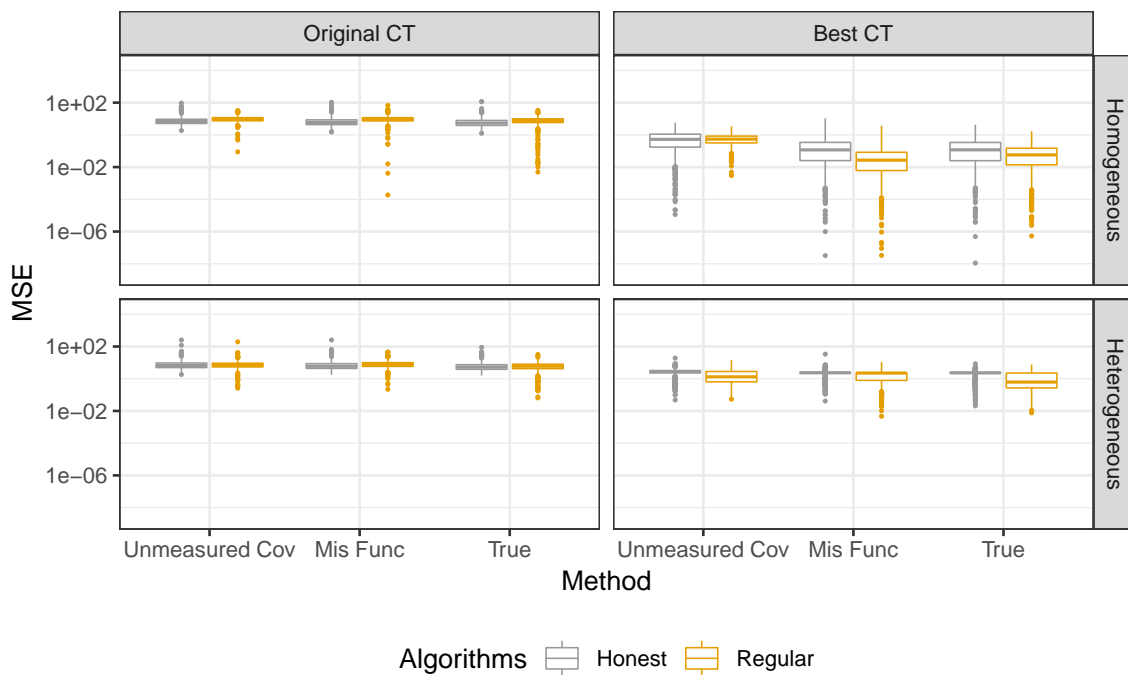 Original CT
Best CT
MSE
1e+02
1e−02
1e−06
Homogeneous
1e+02
1e−02
1e−06
Heterogeneous
Unmeasured Cov
Mis Func
True
Unmeasured Cov
Mis Func
True
Method
Algorithms
Honest
Regular